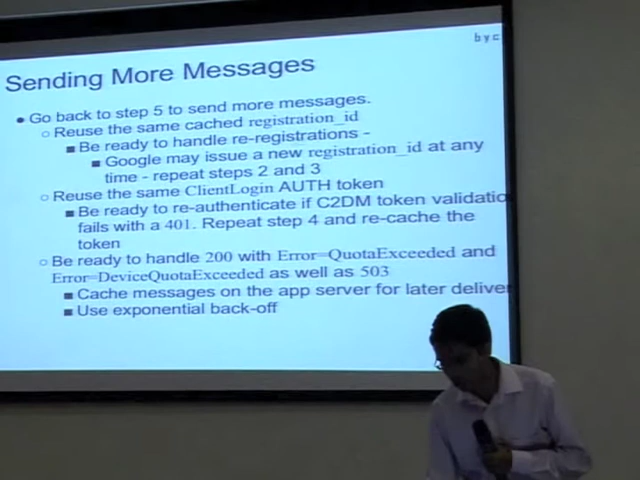 byc
Sending More Messages
● Go back to step 5 to send more messages.
○ Reuse the same cached registration_id
■ Be ready to handle re-registrations -
■ Google may issue a new registration_id at any
time - repeat steps 2 and 3
○ Reuse the same ClientLogin AUTH token
■ Be ready to re-authenticate if C2DM token validatio
fails with a 401. Repeat step 4 and re-cache the
token
○ Be ready to handle 200 with Error=QuotaExceeded and
Error=DeviceQuotaExceeded as well as 503
■ Cache messages on the app server for later deliver
■ Use exponential back-off